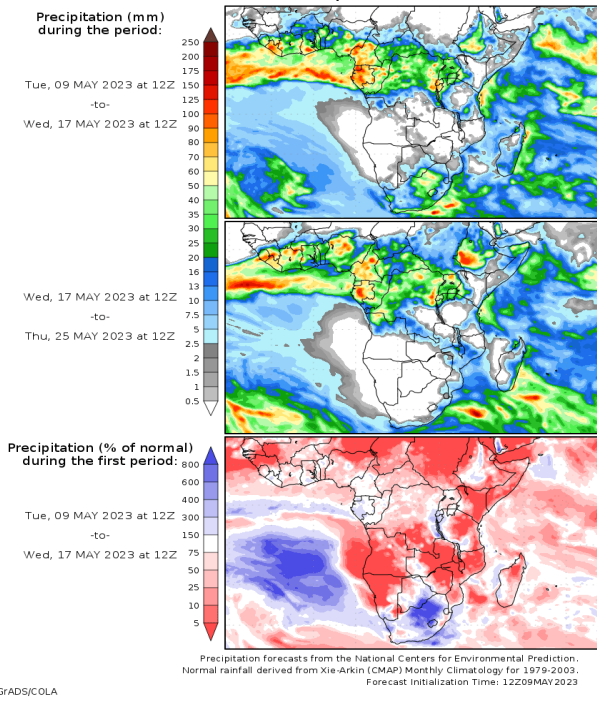 Precipitation (mm)
during the period:
Tue, 09 MAY 2023 at 12Z
-to-
Wed, 17 MAY 2023 at 12Z
250
200
175
150
125
100
90
80
70
60
50
40
35
30
25
20
16
13
10
7.5
5
2.5
2
1.5
1
0.5
Wed, 17 MAY 2023 at 12Z
-to-
Thu, 25 MAY 2023 at 12Z
Precipitation (% of normal)
during the first period:
Tue, 09 MAY 2023 at 12Z
-to-
Wed, 17 MAY 2023 at 12Z
800
600
400
300
150
75
50
25
10
5
Precipitation forecasts from the National Centers for Environmental Prediction.
Normal rainfall derived from Xie-Arkin (CMAP) Monthly Climatology for 1979-2003.
Forecast Initialization Time: 12Z09MAY2023
GrADS/COLA